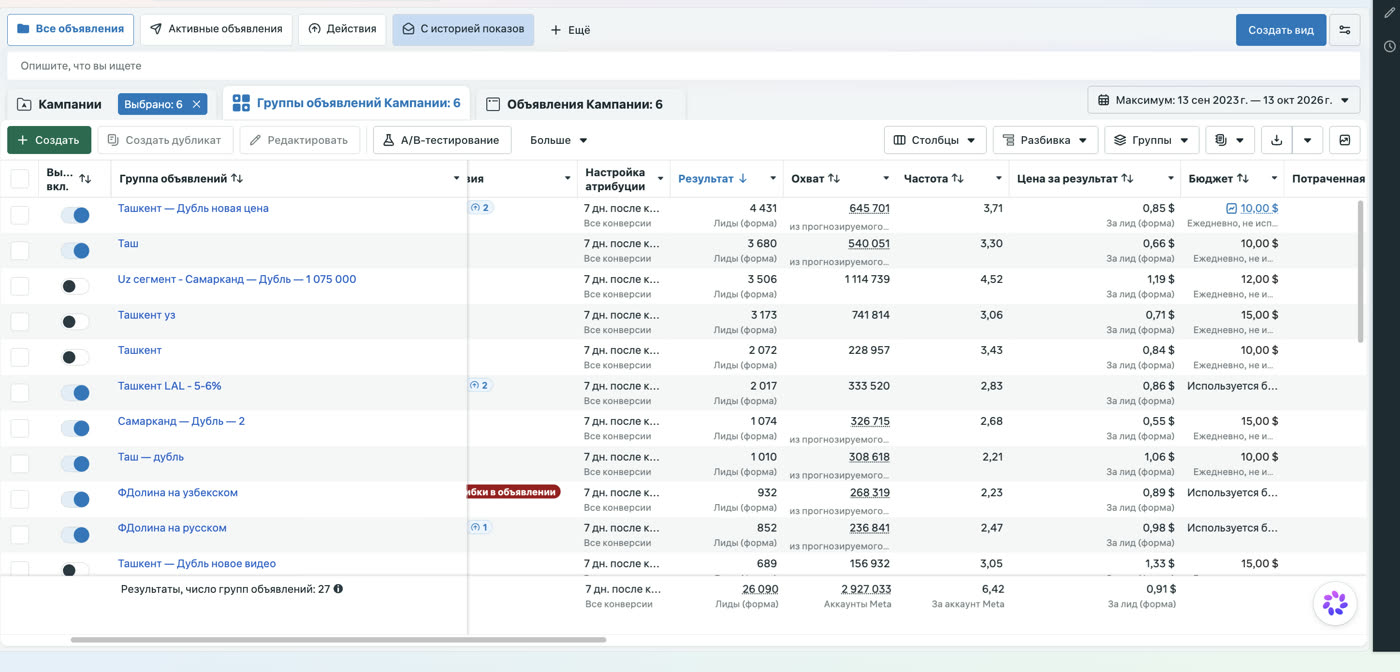 Все объявления
Активные объявления
Действия
С историей показов
+ Ещё
Создать вид
Опишите, что вы ищете
Кампании
Выбрано: 6 ×
Группы объявлений Кампании: 6
Объявления Кампании: 6
Максимум: 13 сен 2023 г. — 13 окт 2026 г.
+ Создать
Создать дубликат
Редактировать
A/B-тестирование
Больше
Столбцы
Разбивка
Группы
Вы... вкл.
Группа объявлений
вия
Настройка атрибуции
Результат ↓
Охват
Частота
Цена за результат
Бюджет
Потраченная
Ташкент — Дубль новая цена 2 7 дн. после к... 4 431 645 701 3,71 0,85 $ 10,00 $
Все конверсии Лиды (форма) из прогнозируемого... За лид (форма) Ежедневно, не исп...
Таш 7 дн. после к... 3 680 540 051 3,30 0,66 $ 10,00 $
Все конверсии Лиды (форма) из прогнозируемого... За лид (форма) Ежедневно, не и...
Uz сегмент - Самарканд — Дубль — 1 075 000 7 дн. после к... 3 506 1 114 739 4,52 1,19 $ 12,00 $
Все конверсии Лиды (форма) За лид (форма) Ежедневно, не и...
Ташкент уз 7 дн. после к... 3 173 741 814 3,06 0,71 $ 15,00 $
Все конверсии Лиды (форма) За лид (форма) Ежедневно, не и...
Ташкент 7 дн. после к... 2 072 228 957 3,43 0,84 $ 10,00 $
Все конверсии Лиды (форма) За лид (форма) Ежедневно, не и...
Ташкент LAL - 5-6% 2 7 дн. после к... 2 017 333 520 2,83 0,86 $ Используется б...
Все конверсии Лиды (форма) За лид (форма)
Самарканд — Дубль — 2 7 дн. после к... 1 074 326 715 2,68 0,55 $ 15,00 $
Все конверсии Лиды (форма) из прогнозируемого... За лид (форма) Ежедневно, не и...
Таш — дубль 7 дн. после к... 1 010 308 618 2,21 1,06 $ 10,00 $
Все конверсии Лиды (форма) из прогнозируемого... За лид (форма) Ежедневно, не и...
ФДолина на узбекском ибки в объявлении 7 дн. после к... 932 268 319 2,23 0,89 $ Используется б...
Все конверсии Лиды (форма) из прогнозируемого... За лид (форма)
ФДолина на русском 1 7 дн. после к... 852 236 841 2,47 0,98 $ Используется б...
Все конверсии Лиды (форма) из прогнозируемого... За лид (форма)
Ташкент — Дубль новое видео 7 дн. после к... 689 156 932 3,05 1,33 $ 15,00 $
Результаты, число групп объявлений: 27 7 дн. после к... 26 090 2 927 033 6,42 0,91 $
Все конверсии Лиды (форма) Аккаунты Meta За аккаунт Meta За лид (форма)